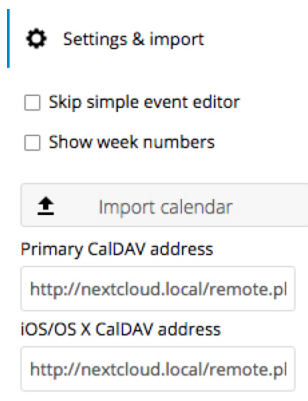 Settings & import
Skip simple event editor
Show week numbers
Import calendar
Primary CalDAV address
http://nextcloud.local/remote.pl
iOS/OS X CalDAV address
http://nextcloud.local/remote.pl